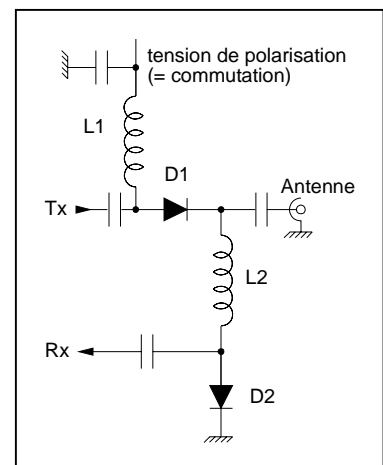 tension de polarisation
(= commutation)
L1
D1
Antenne
Tx
L2
Rx
D2